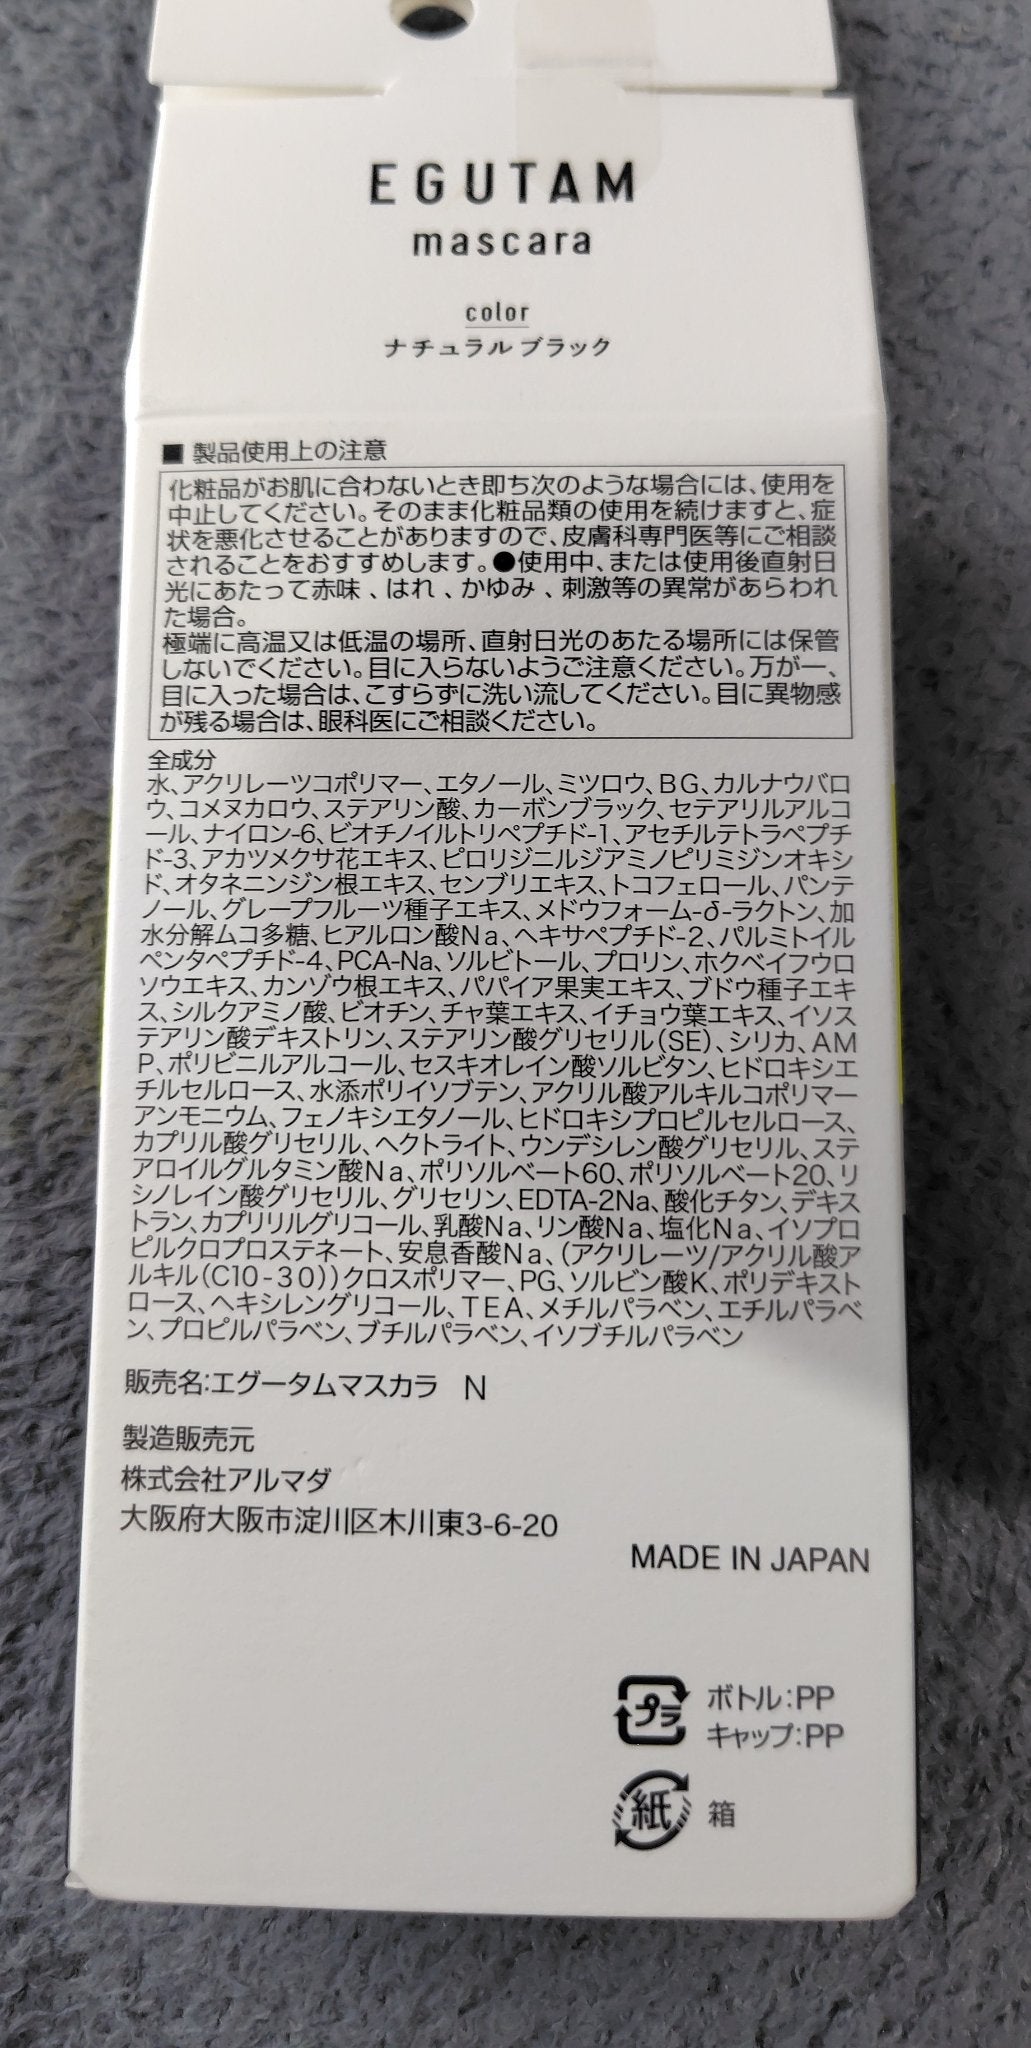 EGUTAM
mascara
color
ナチュラルブラック
■ 製品使用上の注意
化粧品がお肌に合わないとき即ち次のような場合には、使用を
中止してください。そのまま化粧品類の使用を続けますと、症
状を悪化させることがありますので、皮膚科専門医等にご相談
されることをおすすめします。●使用中、または使用後直射日
光にあたって赤味、はれ、かゆみ、刺激等の異常があらわれ
た場合。
極端に高温又は低温の場所、直射日光のあたる場所には保管
しないでください。目に入らないようご注意ください。万が一、
目に入った場合は、こすらずに洗い流してください。目に異物感
が残る場合は、眼科医にご相談ください。
全成分
水、アクリレーツコポリマー、エタノール、ミツロウ、BG、カルナウバロ
ウ、コメヌカロウ、ステアリン酸、カーボンブラック、セテアリルアルコ
ール、ナイロン-6、ビオチノイルトリペプチド-1、アセチルテトラペプチ
ド-3、アカツメクサ花エキス、ピロリジニルジアミノピリミジンオキシ
ド、オタネニンジン根エキス、センブリエキス、トコフェロール、パンテ
ノール、グレープフルーツ種子エキス、メドウフォーム-δ-ラクトン、加
水分解ムコ多糖、ヒアルロン酸Na、ヘキサペプチド-2、パルミトイル
ペンタペプチド-4、PCA-Na、ソルビトール、プロリン、ホクベイフウロ
ソウエキス、カンゾウ根エキス、パパイア果実エキス、ブドウ種子エキ
ス、シルクアミノ酸、ビオチン、チャ葉エキス、イチョウ葉エキス、イソス
テアリン酸デキストリン、ステアリン酸グリセリル(SE)、シリカ、AM
P、ポリビニルアルコール、セスキオレイン酸ソルビタン、ヒドロキシエ
チルセルロース、水添ポリイソブテン、アクリル酸アルキルコポリマー
アンモニウム、フェノキシエタノール、ヒドロキシプロピルセルロース、
カプリル酸グリセリル、ヘクトライト、ウンデシレン酸グリセリル、ステ
アロイルグルタミン酸Na、ポリソルベート60、ポリソルベート20、リ
シノレイン酸グリセリル、グリセリン、EDTA-2Na、酸化チタン、デキス
トラン、カプリリルグリコール、乳酸Na、リン酸Na、塩化Na、イソプロ
ピルクロプロステネート、安息香酸Na、(アクリレーツ/アクリル酸ア
ルキル(C10-30))クロスポリマー、PG、ソルビン酸K、ポリデキスト
ロース、ヘキシレングリコール、TEA、メチルパラベン、エチルパラベ
ン、プロピルパラベン、ブチルパラベン、イソブチルパラベン
販売名:エグータムマスカラ N
製造販売元
株式会社アルマダ
大阪府大阪市淀川区木川東3-6-20
MADE IN JAPAN
プラ
ボトル:PP
キャップ:PP
紙
箱